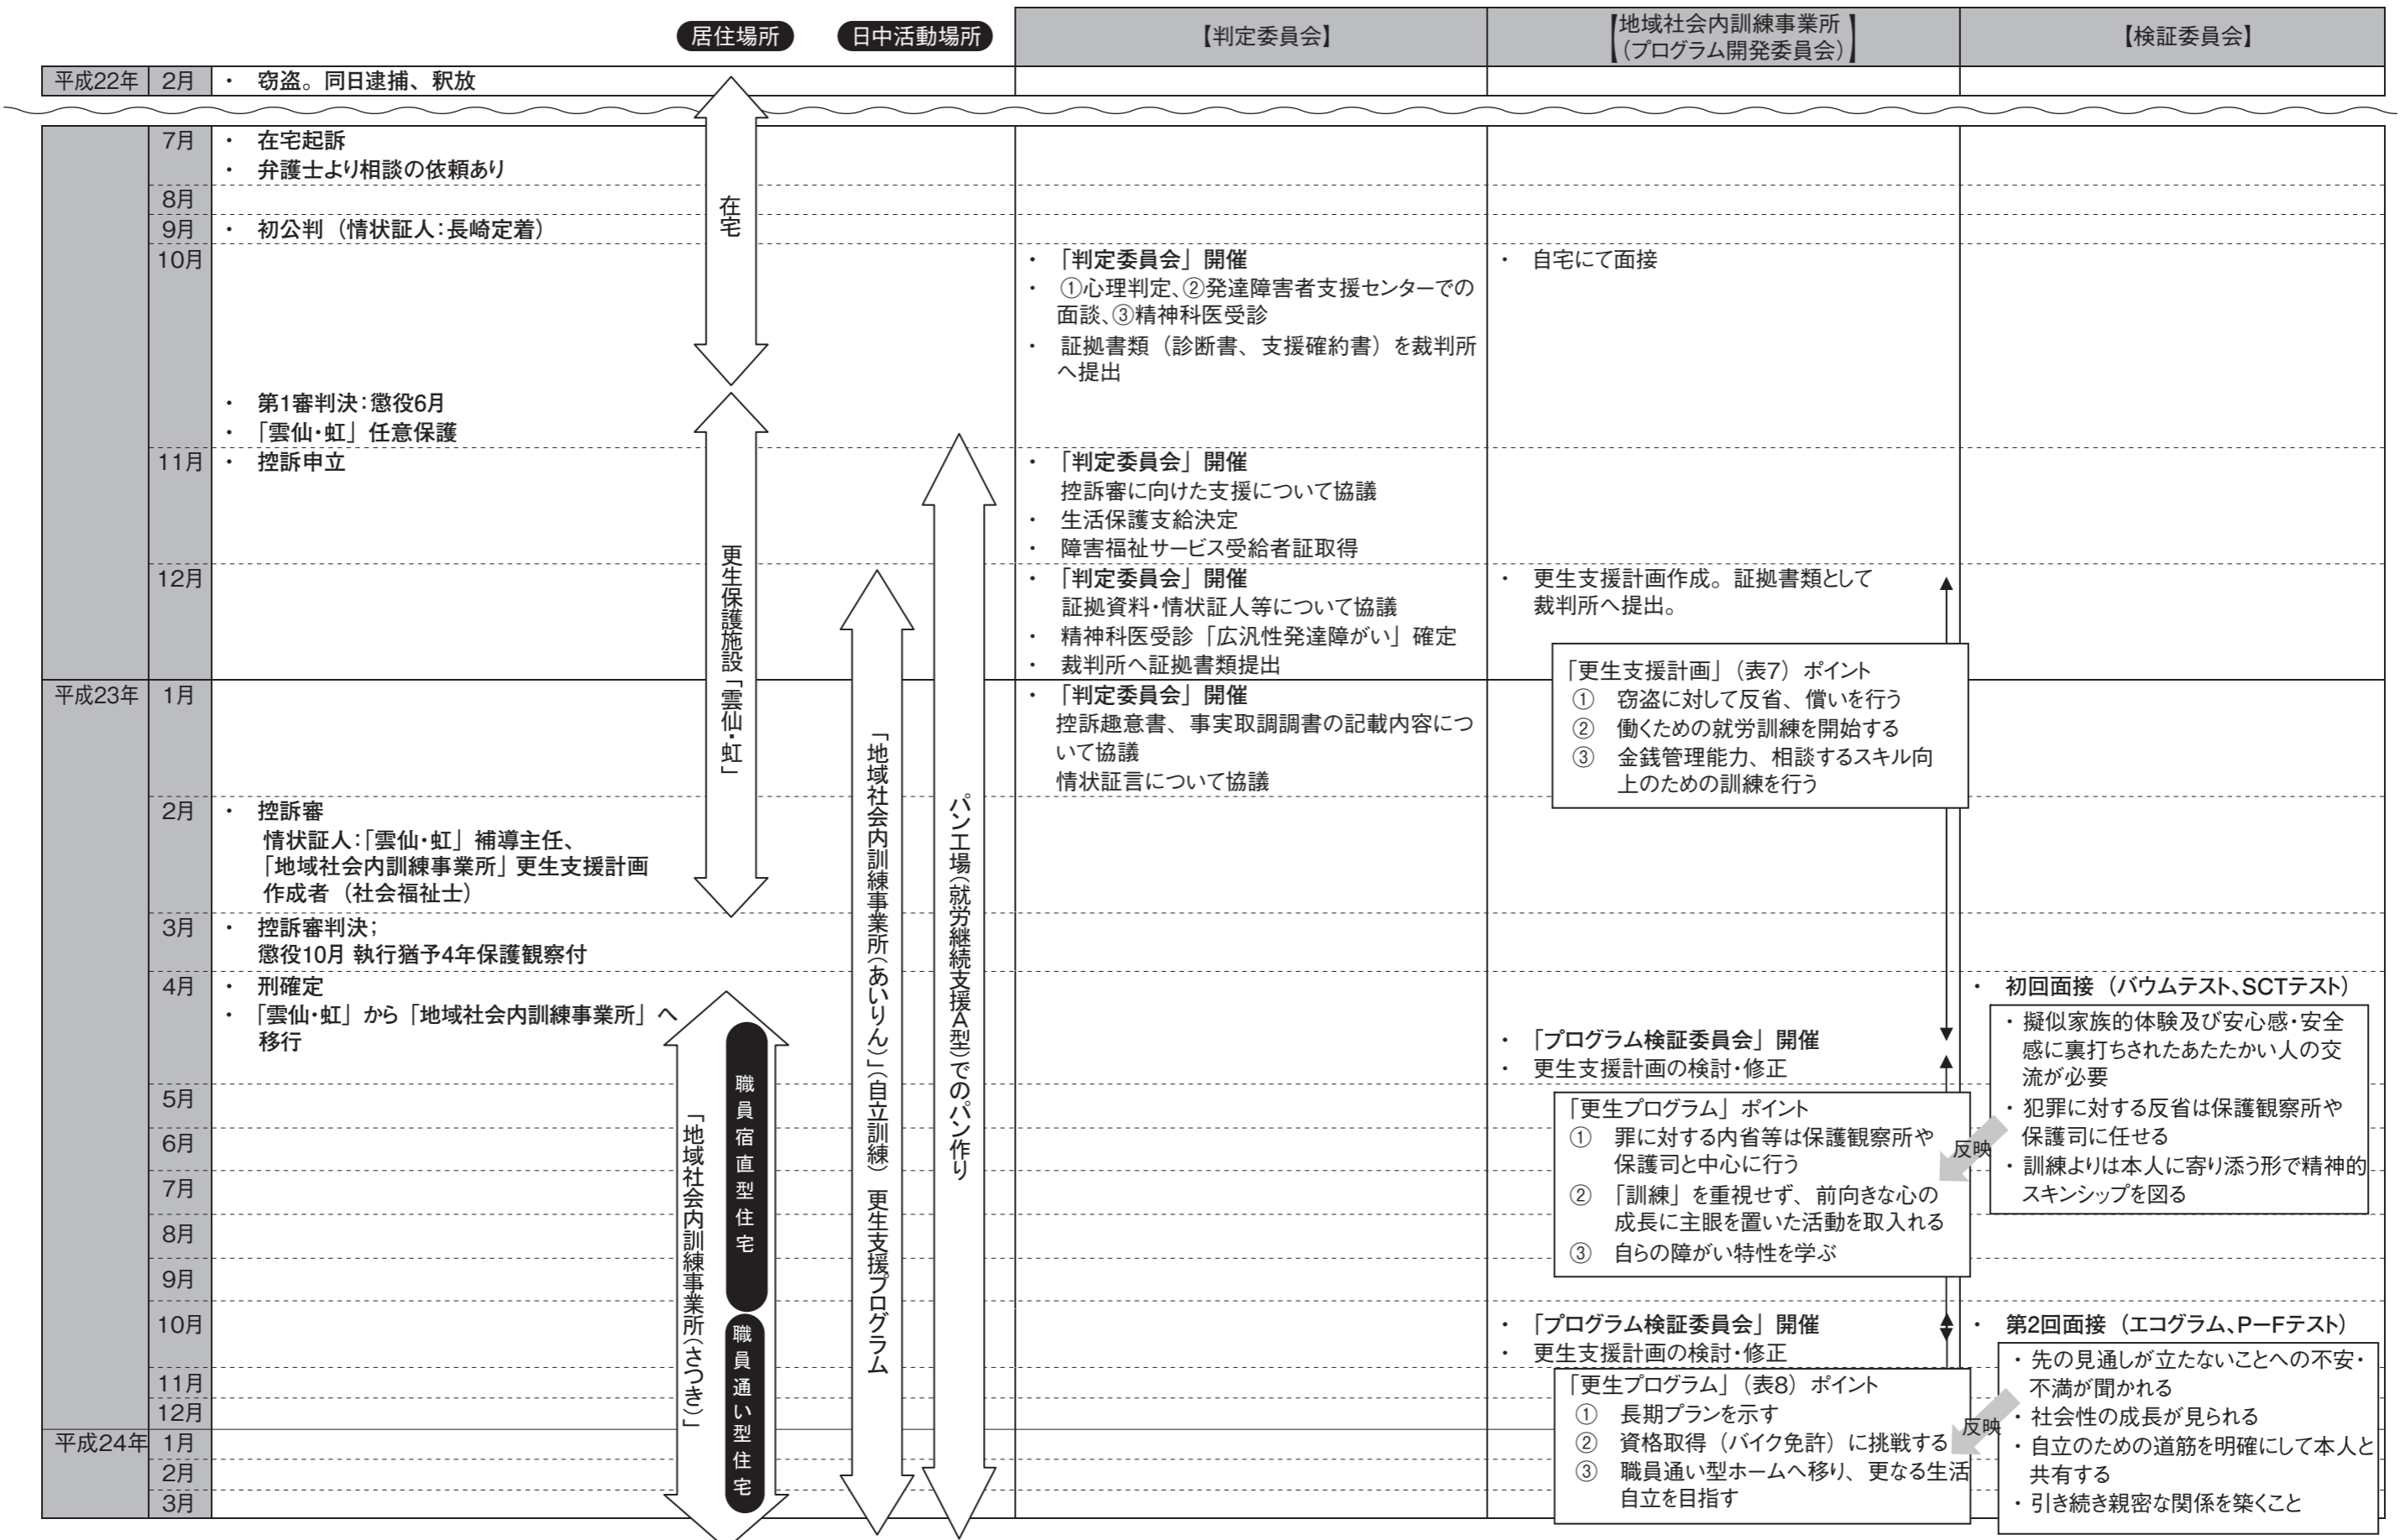 居住場所
日中活動場所
【判定委員会】
【地域社会内訓練事業所
(プログラム開発委員会)】
【検証委員会】
平成22年 2月 ・ 窃盗。同日逮捕、釈放
7月 ・ 在宅起訴
・ 弁護士より相談の依頼あり
8月
9月 ・ 初公判（情状証人：長崎定着）
10月
・ 「判定委員会」開催
・ ①心理判定、②発達障害者支援センターでの
面談、③精神科医受診
・ 証拠書類（診断書、支援確約書）を裁判所
へ提出
・ 自宅にて面接
・ 第1審判決：懲役6月
・ 「雲仙・虹」任意保護
11月 ・ 控訴申立
・ 「判定委員会」開催
控訴審に向けた支援について協議
・ 生活保護支給決定
・ 障害福祉サービス受給者証取得
12月
・ 「判定委員会」開催
証拠資料・情状証人等について協議
・ 精神科医受診「広汎性発達障がい」確定
・ 裁判所へ証拠書類提出
・ 更生支援計画作成。証拠書類として
裁判所へ提出。
「更生支援計画」（表7）ポイント
① 窃盗に対して反省、償いを行う
② 働くための就労訓練を開始する
③ 金銭管理能力、相談するスキル向
上のための訓練を行う
平成23年 1月
・ 「判定委員会」開催
控訴趣意書、事実取調調書の記載内容につ
いて協議
情状証言について協議
2月 ・ 控訴審
情状証人：「雲仙・虹」補導主任、
「地域社会内訓練事業所」更生支援計画
作成者（社会福祉士）
3月 ・ 控訴審判決；
懲役10月 執行猶予4年保護観察付
4月 ・ 刑確定
・ 「雲仙・虹」から「地域社会内訓練事業所」へ
移行
・ 「プログラム検証委員会」開催
・ 更生支援計画の検討・修正
・ 初回面接（バウムテスト、SCTテスト）
・擬似家族的体験及び安心感・安全
感に裏打ちされたあたたかい人の交
流が必要
・犯罪に対する反省は保護観察所や
保護司に任せる
・訓練よりは本人に寄り添う形で精神的
スキンシップを図る
反映
5月
6月
7月
8月
9月
「更生プログラム」ポイント
① 罪に対する内省等は保護観察所や
保護司と中心に行う
② 「訓練」を重視せず、前向きな心の
成長に主眼を置いた活動を取入れる
③ 自らの障がい特性を学ぶ
10月
・ 「プログラム検証委員会」開催
・ 更生支援計画の検討・修正
・ 第2回面接（エコグラム、P－Fテスト）
・先の見通しが立たないことへの不安・
不満が聞かれる
・社会性の成長が見られる
・自立のための道筋を明確にして本人と
共有する
・引き続き親密な関係を築くこと
反映
11月
12月
平成24年 1月
2月
3月
「更生プログラム」（表8）ポイント
① 長期プランを示す
② 資格取得（バイク免許）に挑戦する
③ 職員通い型ホームへ移り、更なる生活
自立を目指す
在宅
更生保護施設「雲仙・虹」
「地域社会内訓練事業所（さつき）」
職員宿直型住宅
職員通い型住宅
「地域社会内訓練事業所（あいりん）」（自立訓練） 更生支援プログラム
パン工場（就労継続支援A型）でのパン作り